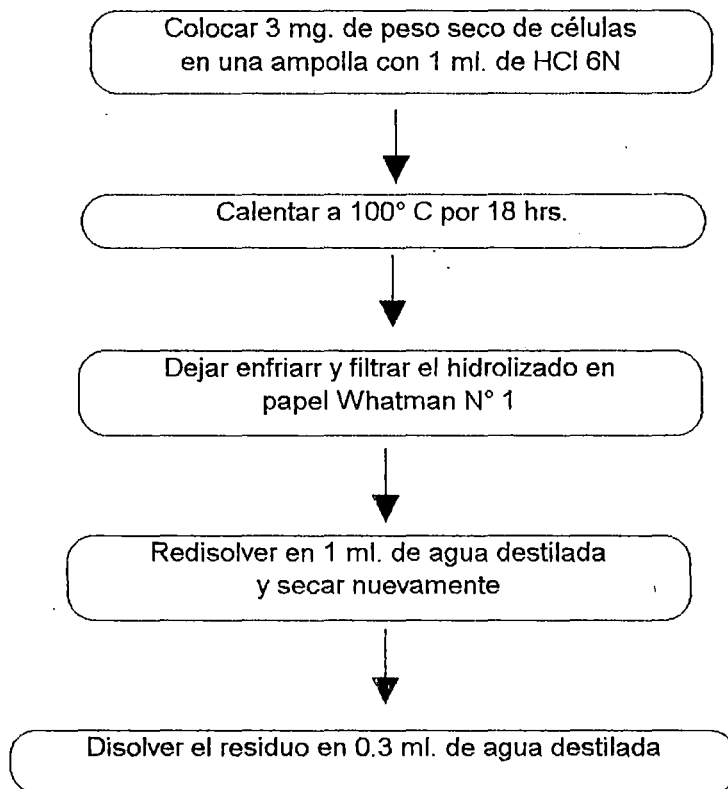 Colocar 3 mg. de peso seco de células
en una ampolla con 1 ml. de HCl 6N
Calentar a 100° C por 18 hrs.
Dejar enfriarr y filtrar el hidrolizado en
papel Whatman N° 1
Redisolver en 1 ml. de agua destilada
y secar nuevamente
Disolver el residuo en 0.3 ml. de agua destilada